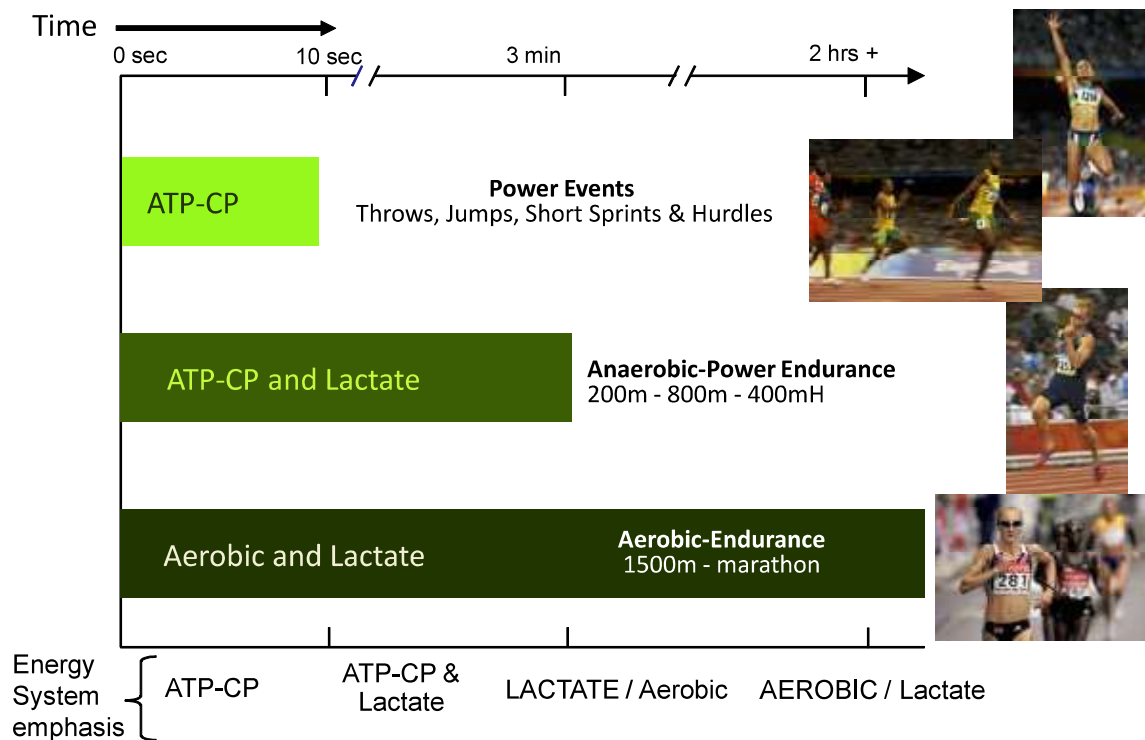 Time
0 sec
10 sec
3 min
2 hrs +
ATP-CP
Power Events
Throws, Jumps, Short Sprints & Hurdles
ATP-CP and Lactate
Anaerobic-Power Endurance
200m - 800m - 400mH
Aerobic and Lactate
Aerobic-Endurance
1500m - marathon
281
Energy
System
emphasis
ATP-CP
ATP-CP &
Lactate
LACTATE / Aerobic
AEROBIC / Lactate